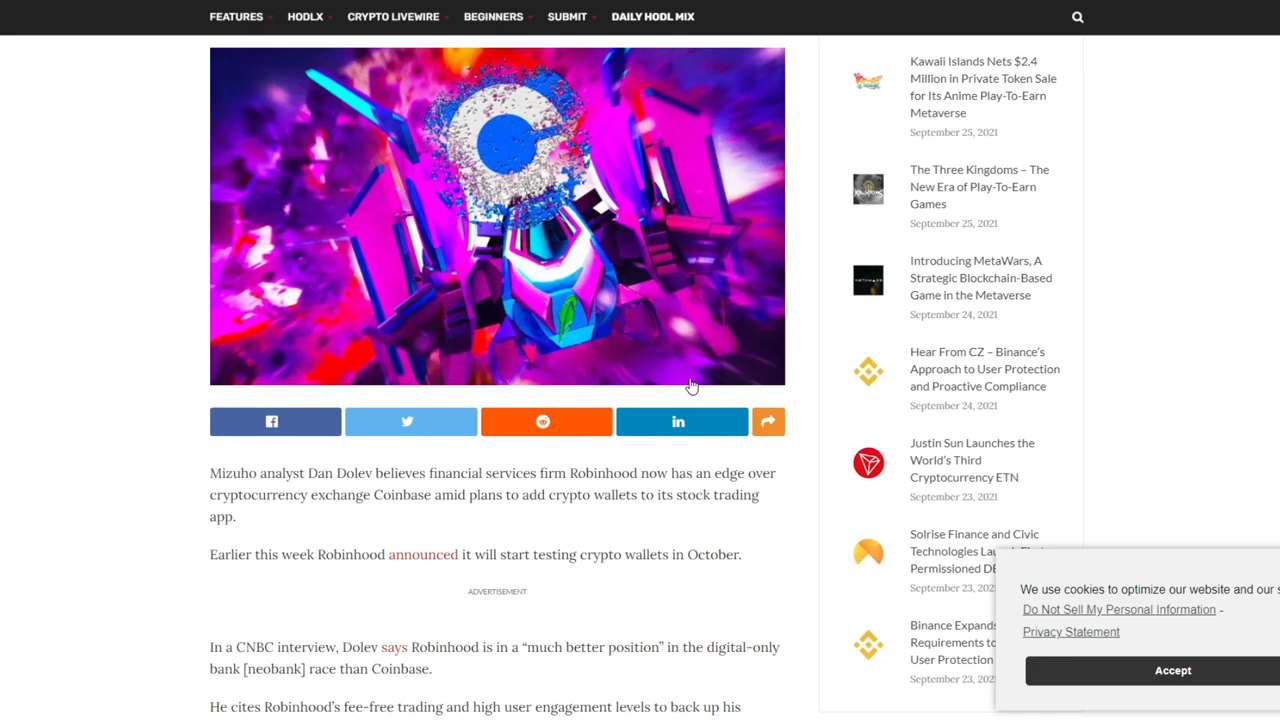 FEATURES HODLX CRYPTO LIVEWIRE BEGINNERS SUBMIT DAILY HODL MIX
Mizuho analyst Dan Dolev believes financial services firm Robinhood now has an edge over
cryptocurrency exchange Coinbase amid plans to add crypto wallets to its stock trading
app.
Earlier this week Robinhood announced it will start testing crypto wallets in October.
ADVERTISEMENT
In a CNBC interview, Dolev says Robinhood is in a “much better position” in the digital-only
bank [neobank] race than Coinbase.
He cites Robinhood’s fee-free trading and high user engagement levels to back up his
Kawaii Islands Nets $2.4
Million in Private Token Sale
for Its Anime Play-To-Earn
Metaverse
September 25, 2021
The Three Kingdoms – The
New Era of Play-To-Earn
Games
September 25, 2021
Introducing MetaWars, A
Strategic Blockchain-Based
Game in the Metaverse
September 24, 2021
Hear From CZ – Binance’s
Approach to User Protection
and Proactive Compliance
September 24, 2021
Justin Sun Launches the
World’s Third
Cryptocurrency ETN
September 23, 2021
Solrise Finance and Civic
Technologies
Permissioned
September 23, 202
Binance Expands
Requirements to
User Protection
September 23, 202
We use cookies to optimize our website and our
Do Not Sell My Personal Information -
Privacy Statement
Accept